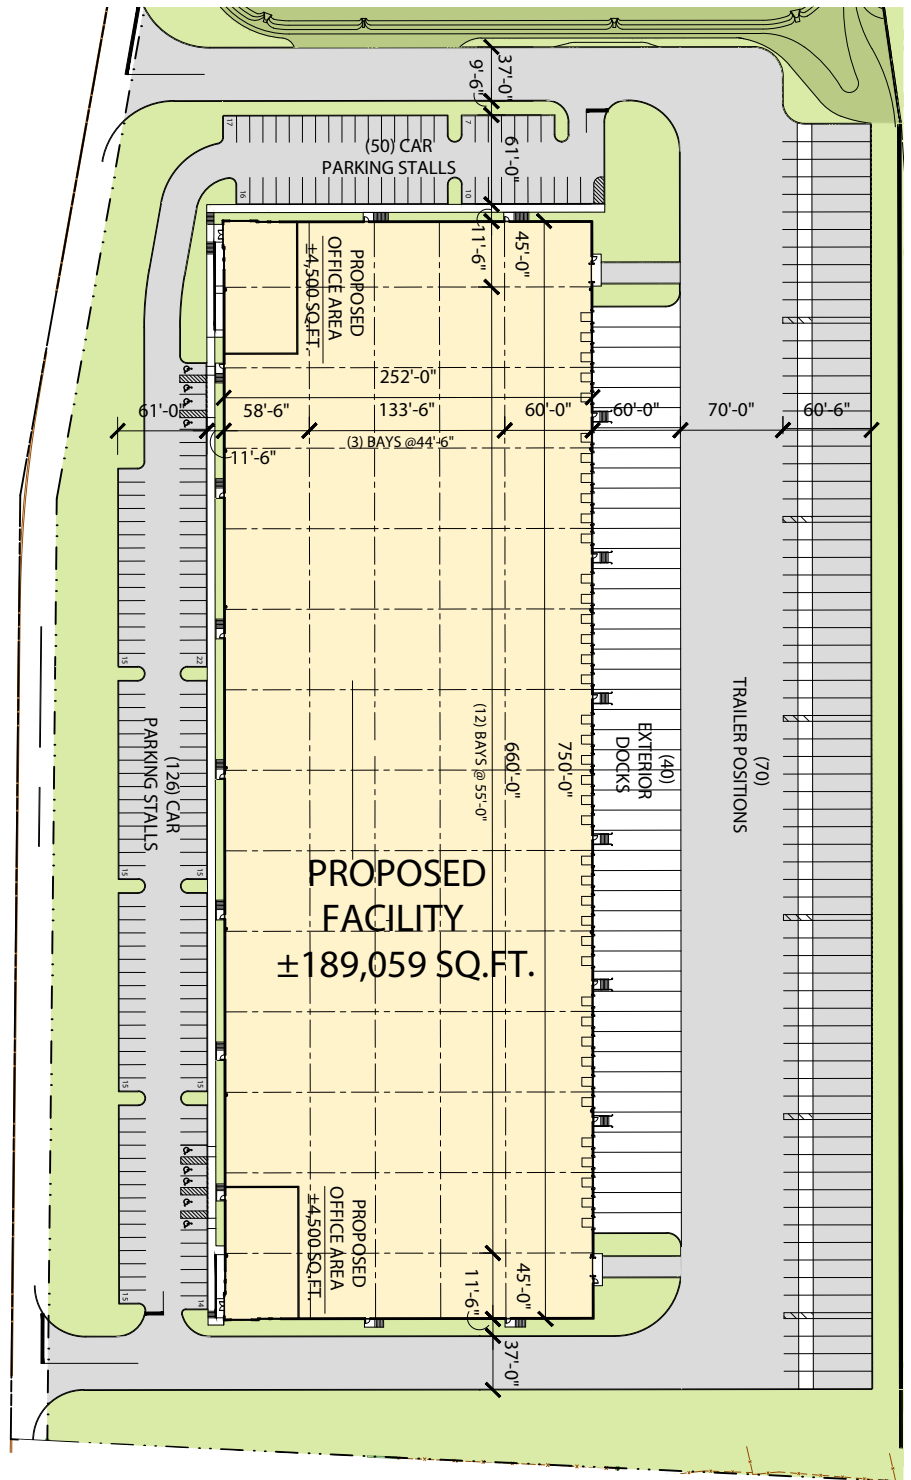 37'-0"
9'-6"
17
7
(50) CAR
PARKING STALLS
61'-0"
16
10
11'-6"
45'-0"
PROPOSED
OFFICE AREA
±4,500 SQ.FT.
252'-0"
61'-0"
58'-6"
133'-6"
60'-0"
60'-0"
70'-0"
60'-6"
(3) BAYS @44'-6"
11'-6"
15
22
(126) CAR
PARKING STALLS
(12) BAYS @ 55'-0"
660'-0"
750'-0"
(40)
EXTERIOR
DOCKS
(70)
TRAILER POSITIONS
15
15
PROPOSED
FACILITY
±189,059 SQ.FT.
15
15
PROPOSED
OFFICE AREA
±4,500 SQ.FT.
15
14
11'-6"
45'-0"
37'-0"